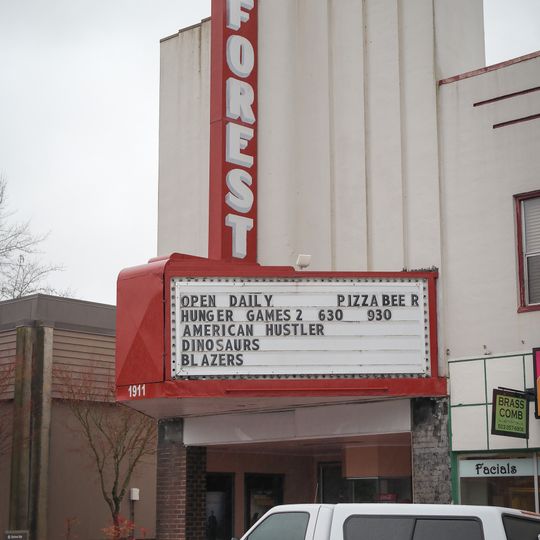 FOREST
OPEN DAILY PIZZA BEER
HUNGER GAMES 2 630 930
AMERICAN HUSTLER
DINOSAURS
BLAZERS
1911
BRASS
COMB
Facials